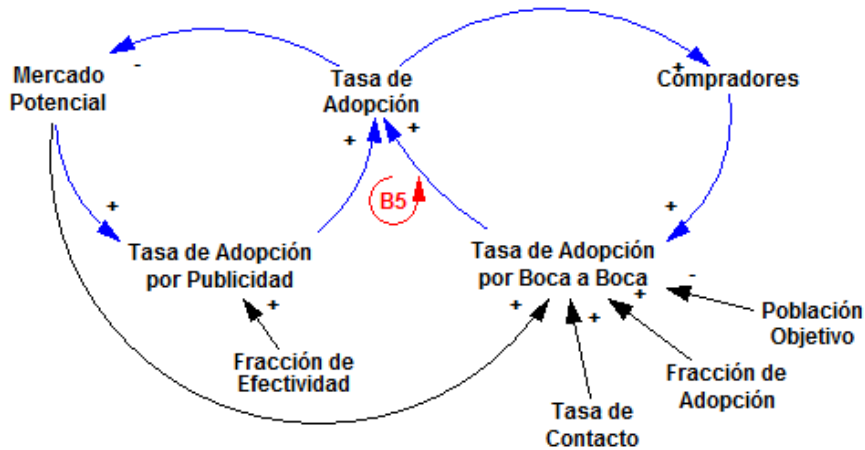 Mercado
Potencial
-
Tasa de
Adopción
+
Compradores
+
+
B5
+
+
Tasa de Adopción
por Publicidad
Tasa de Adopción
por Boca a Boca
-
+
+
+
+
Población
Objetivo
Fracción de
Efectividad
Fracción de
Adopción
Tasa de
Contacto